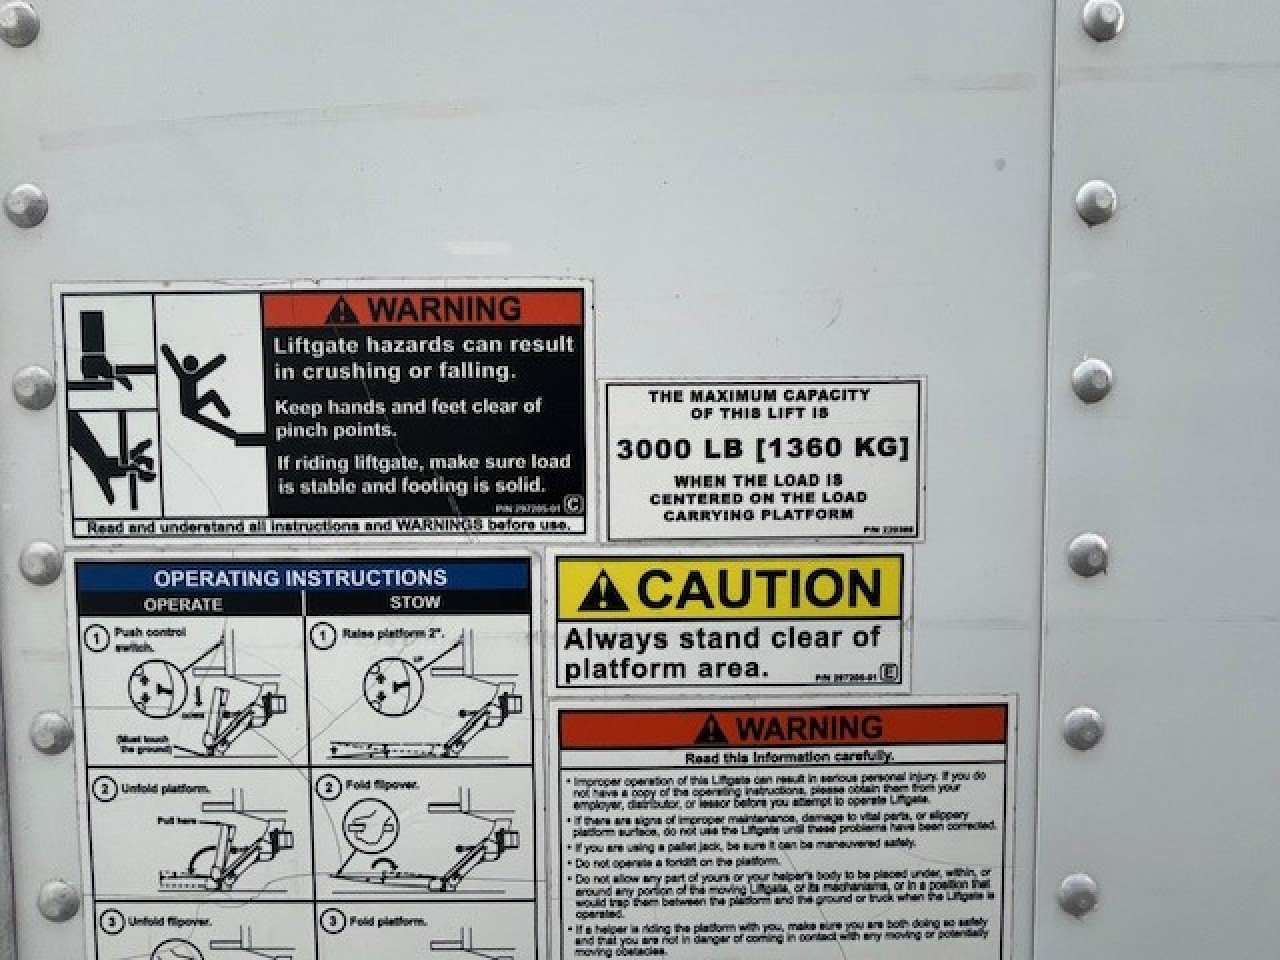 WARNING
Liftgate hazards can result
in crushing or falling.
Keep hands and feet clear of
pinch points.
If riding liftgate, make sure load
is stable and footing is solid.
P/N 297205-01 C
Read and understand all instructions and WARNINGS before use.
THE MAXIMUM CAPACITY
OF THIS LIFT IS
3000 LB [1360 KG]
WHEN THE LOAD IS
CENTERED ON THE LOAD
CARRYING PLATFORM
P/N
OPERATING INSTRUCTIONS
OPERATE
STOW
1 Push control
switch.
DOWN
(Must touch
the ground)
1 Raise platform 2".
UP
2 Unfold platform.
Pull here
2 Fold flipover.
3 Unfold flipover.
3 Fold platform.
CAUTION
Always stand clear of
platform area.
P/N E
WARNING
Read this information carefully.
• Improper operation of this Liftgate can result in serious personal injury. If you do
not have a copy of the operating instructions, please obtain them from your
employer, distributor, or lessor before you attempt to operate Liftgate.
• If there are signs of improper maintenance, damage to vital parts, or slippery
platform surface, do not use the Liftgate until these problems have been corrected.
• If you are using a pallet jack, be sure it can be maneuvered safely.
• Do not operate a forklift on the platform.
• Do not allow any part of yours or your helper's body to be placed under, within, or
around any portion of the moving Liftgate, or its mechanisms, or in a position that
would trap them between the platform and the ground or truck when the Liftgate is
operated.
• If a helper is riding the platform with you, make sure you are both doing so safely
and that you are not in danger of coming in contact with any moving or potentially
moving obstacles.